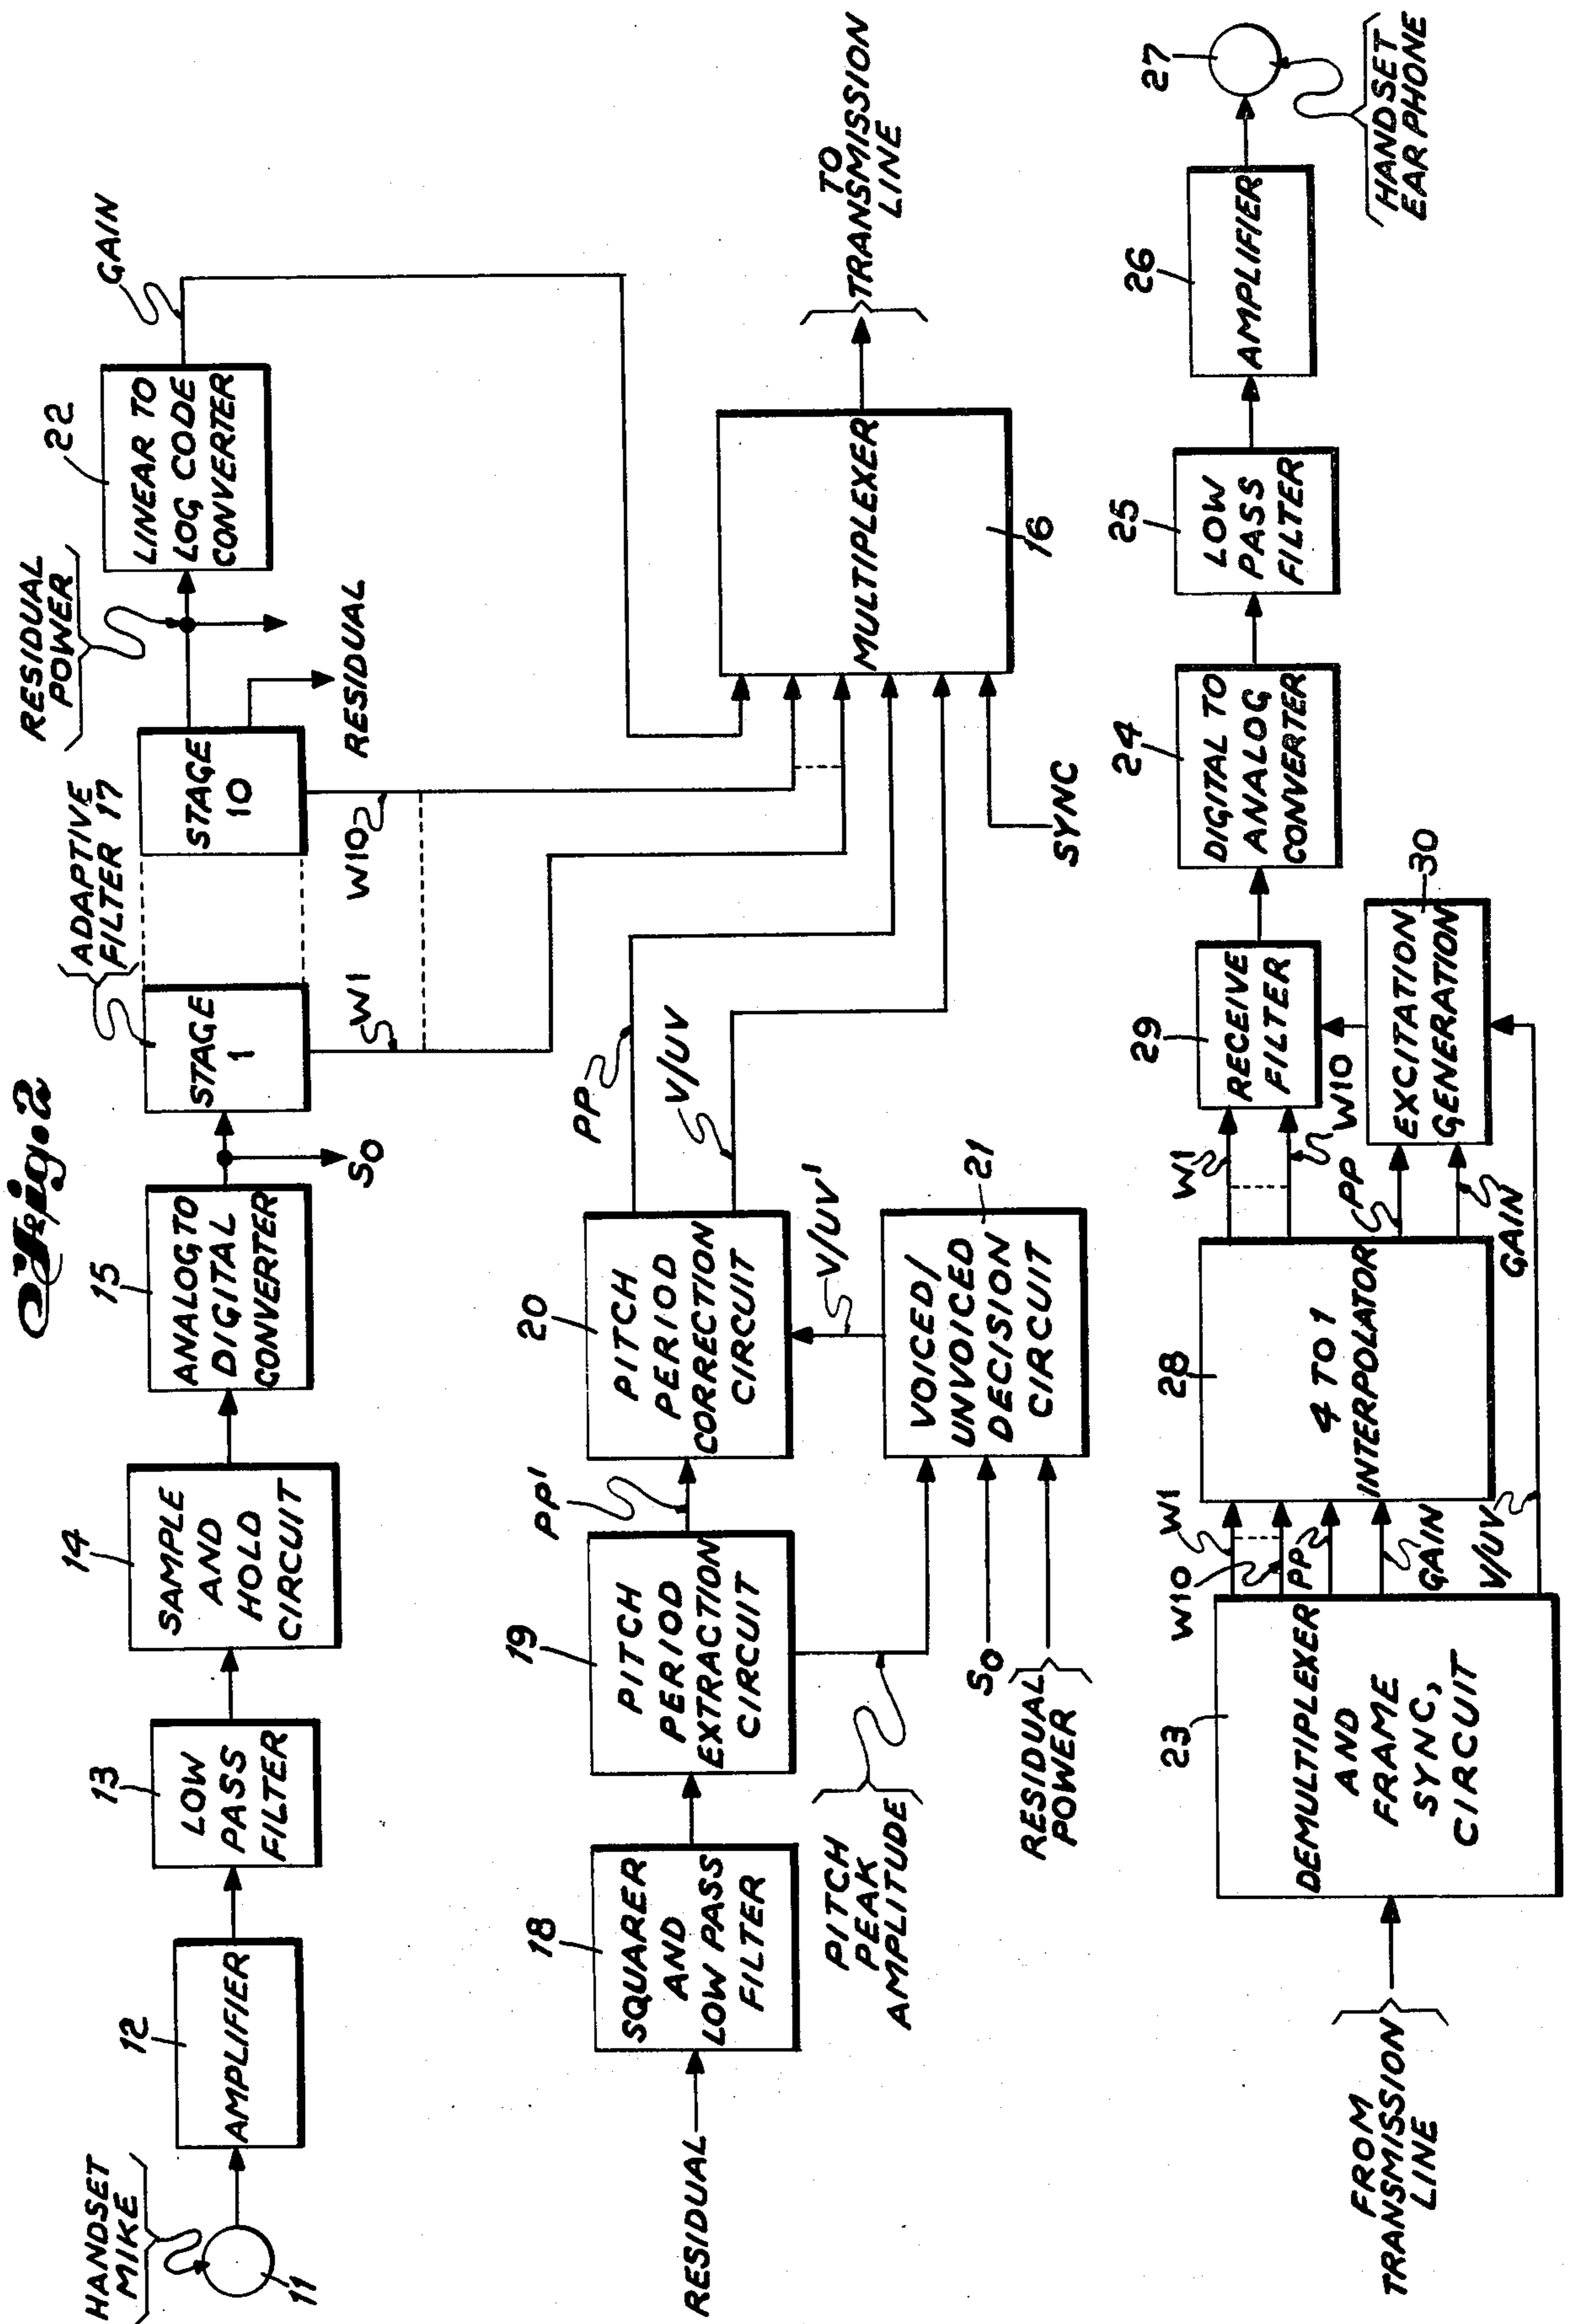 Fig. 2
HANDSET
MIKE
11
12
AMPLIFIER
13
LOW
PASS
FILTER
14
SAMPLE
AND
HOLD
CIRCUIT
15
ANALOG TO
DIGITAL
CONVERTER
S0
ADAPTIVE
FILTER 17
STAGE
1
STAGE
10
W1
W10
RESIDUAL
POWER
RESIDUAL
22
LINEAR TO
LOG CODE
CONVERTER
GAIN
RESIDUAL
18
SQUARER
AND
LOW PASS
FILTER
19
PITCH
PERIOD
EXTRACTION
CIRCUIT
PITCH
PEAK
AMPLITUDE
PP'
20
PITCH
PERIOD
CORRECTION
CIRCUIT
PP
V/UV
V/UV'
21
VOICED/
UNVOICED
DECISION
CIRCUIT
S0
RESIDUAL
POWER
SYNC
MULTIPLEXER
16
TO
TRANSMISSION
LINE
FROM
TRANSMISSION
LINE
23
DEMULTIPLEXER
AND
FRAME
SYNC,
CIRCUIT
W1
W10
PP
GAIN
V/UV
28
4 TO 1
INTERPOLATOR
W1
W10
PP
GAIN
29
RECEIVE
FILTER
30
EXCITATION
GENERATION
24
DIGITAL TO
ANALOG
CONVERTER
25
LOW
PASS
FILTER
26
AMPLIFIER
27
HANDSET
EAR PHONE